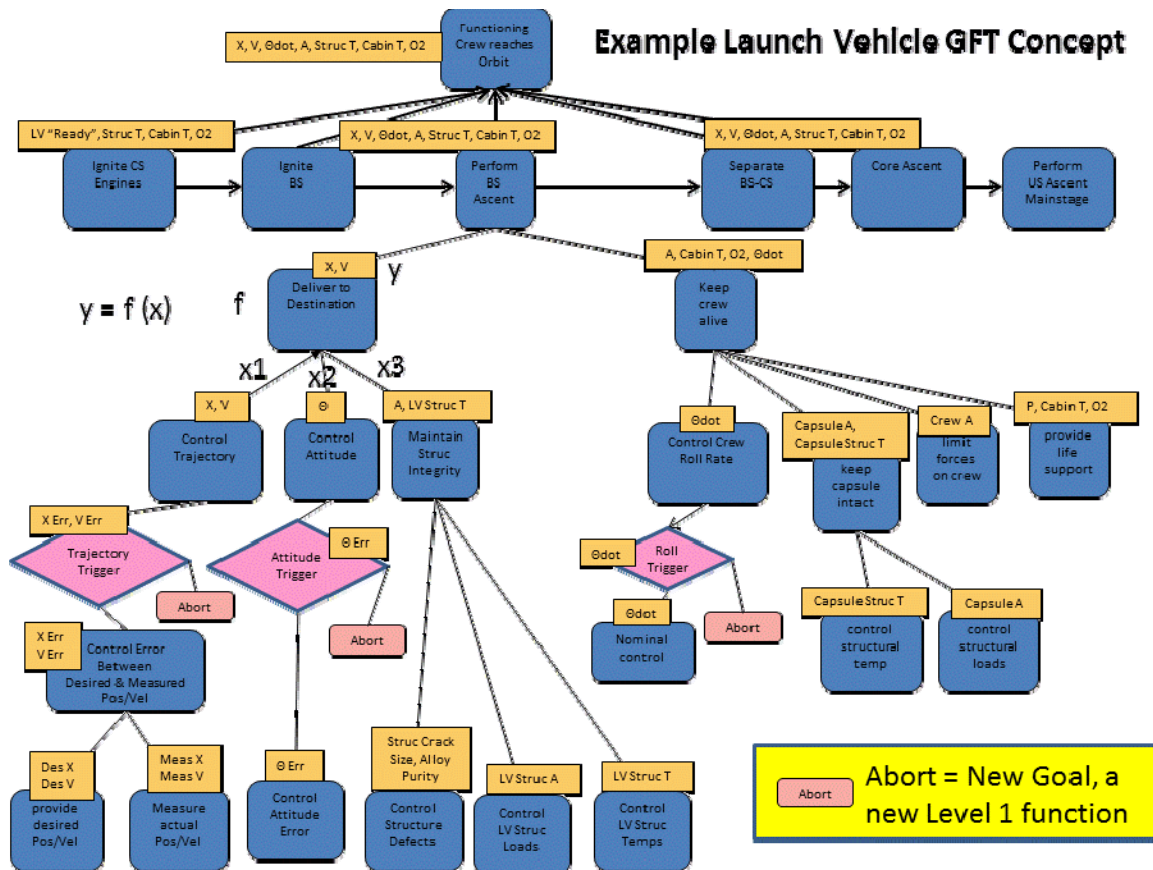 Functioning
Crew reaches
Orbit
X, V, Θdot, A, Struc T, Cabin T, O2
Example Launch Vehicle GFT Concept
LV "Ready", Struc T, Cabin T, O2
X, V, Θdot, A, Struc T, Cabin T, O2
X, V, Θdot, A, Struc T, Cabin T, O2
Ignite CS
Engines
Ignite
BS
Perform
BS
Ascent
Separate
BS-CS
Core Ascent
Perform
US Ascent
Mainstage
X, V
y
A, Cabin T, O2, Θdot
Deliver to
Destination
Keep
crew
alive
y = f (x)
f
x1
x2
x3
X, V
Θ
A, LV Struc T
Control
Trajectory
Control
Attitude
Maintain
Struc
Integrity
Θdot
Control Crew
Roll Rate
Capsule A,
Capsule Struc T
keep
capsule
intact
Crew A
limit
forces
on crew
P, Cabin T, O2
provide
life
support
X Err, V Err
Trajectory
Trigger
Abort
Θ Err
Attitude
Trigger
Abort
Θdot
Roll
Trigger
Abort
Θdot
Nominal
control
Capsule Struc T
control
structural
temp
Capsule A
control
structural
loads
X Err
V Err
Control Error
Between
Desired & Measured
Pos/Vel
Des X
Des V
provide
desired
Pos/Vel
Meas X
Meas V
Measure
actual
Pos/Vel
Θ Err
Control
Attitude
Error
Struc Crack
Size, Alloy
Purity
Control
Structure
Defects
LV Struc A
Control
LV Struc
Loads
LV Struc T
Control
LV Struc
Temps
Abort
Abort = New Goal, a
new Level 1 function